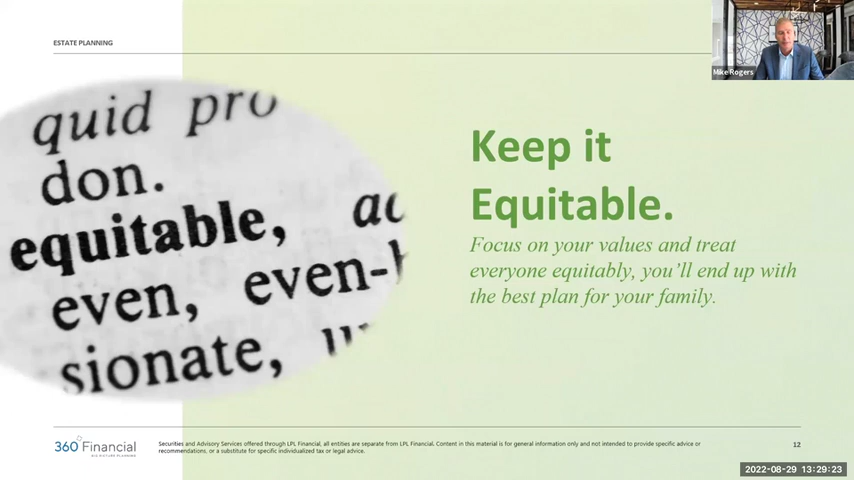 ESTATE PLANNING
Mike Rogers
quid pro
don.
equitable,
even, even-
sionate,
Keep it
Equitable.
Focus on your values and treat
everyone equitably, you’ll end up with
the best plan for your family.
360° Financial
BIG PICTURE PLANNING
Securities and Advisory Services offered through LPL Financial, all entities are separate from LPL Financial. Content in this material is for general information only and not intended to provide specific advice or
recommendations, or a substitute for specific individualized tax or legal advice.
12
2022-08-29 13:29:23